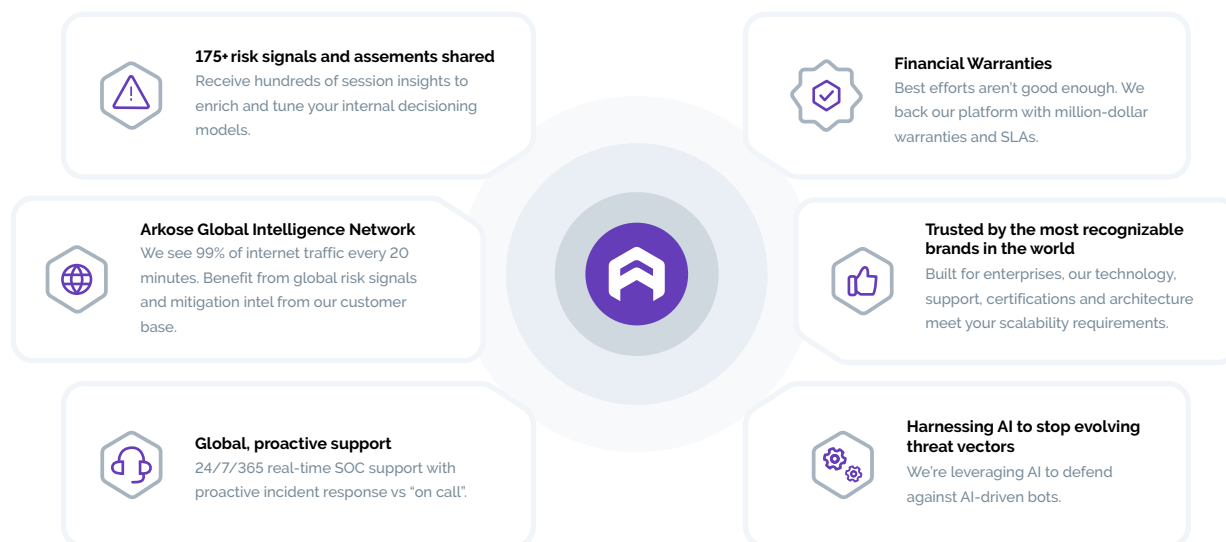 175+ risk signals and assements shared
Receive hundreds of session insights to
enrich and tune your internal decisioning
models.
Financial Warranties
Best efforts aren't good enough. We
back our platform with million-dollar
warranties and SLAs.
Arkose Global Intelligence Network
We see 99% of internet traffic every 20
minutes. Benefit from global risk signals
and mitigation intel from our customer
base.
Trusted by the most recognizable
brands in the world
Built for enterprises, our technology,
support, certifications and architecture
meet your scalability requirements.
Global, proactive support
24/7/365 real-time SOC support with
proactive incident response vs “on call”.
Harnessing AI to stop evolving
threat vectors
We're leveraging AI to defend
against AI-driven bots.